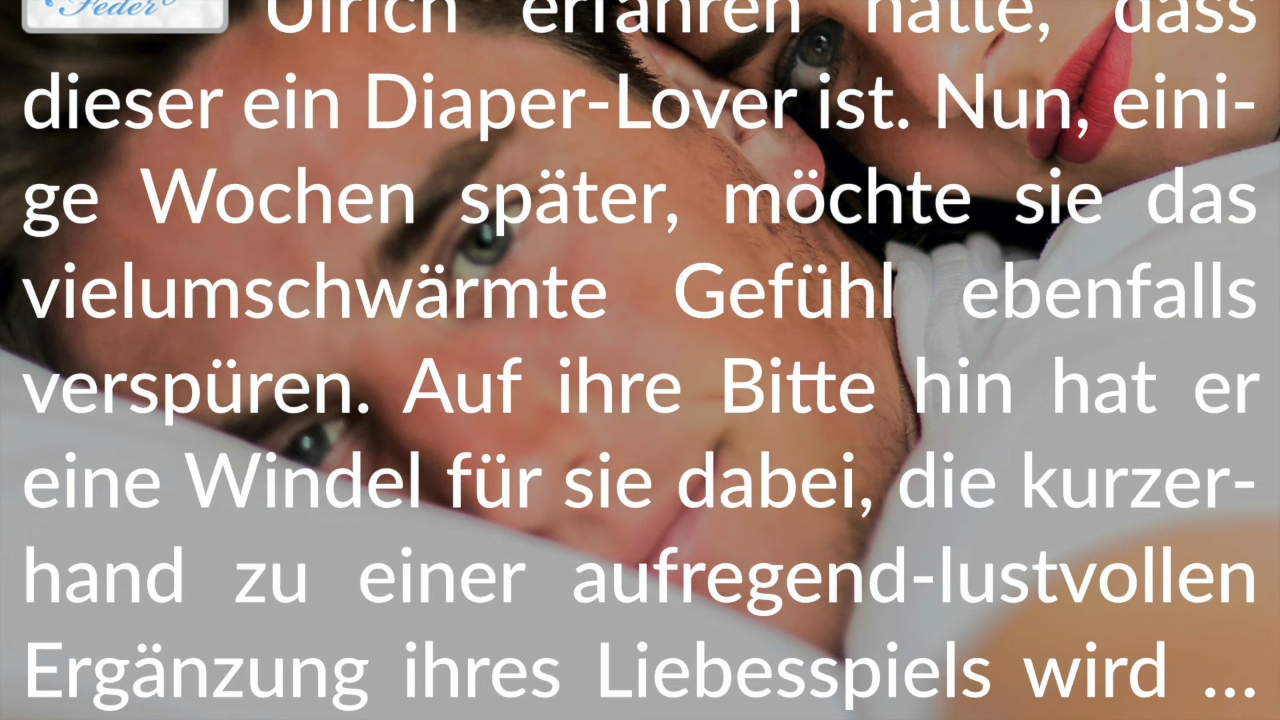 Feder
Ulrich erfahren hatte, dass
dieser ein Diaper-Lover ist. Nun, eini-
ge Wochen später, möchte sie das
vielumschwärmte Gefühl ebenfalls
verspüren. Auf ihre Bitte hin hat er
eine Windel für sie dabei, die kurzer-
hand zu einer aufregend-lustvollen
Ergänzung ihres Liebesspiels wird ...